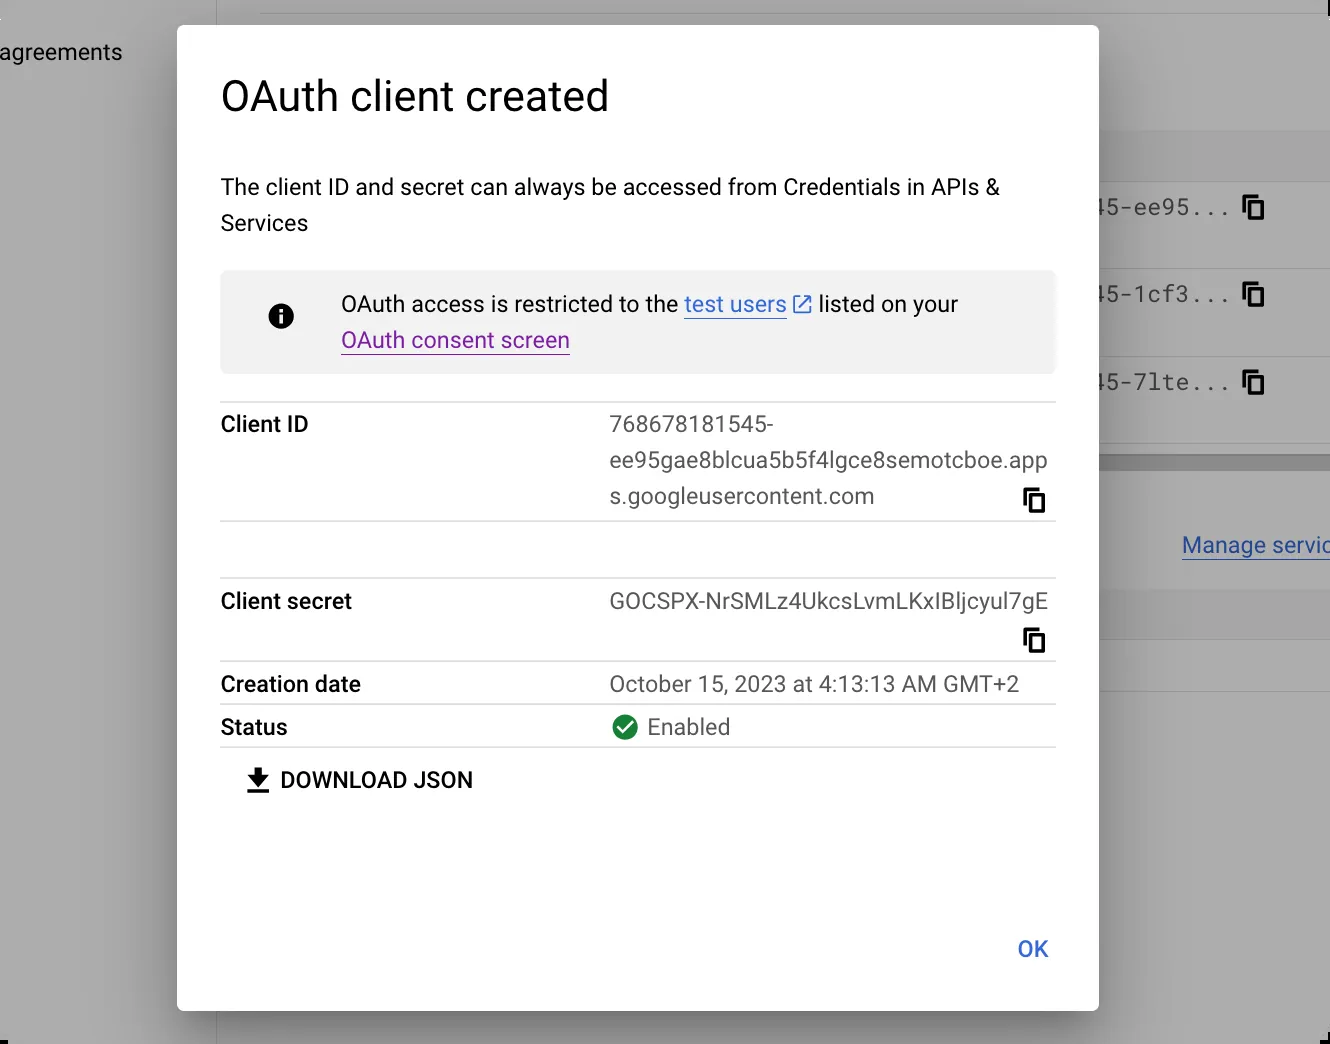 agreements
OAuth client created
The client ID and secret can always be accessed from Credentials in APIs &
Services
OAuth access is restricted to the test users listed on your
OAuth consent screen
Client ID
768678181545-
ee95gae8blcua5b5f4lgce8semotcboe.app
s.googleusercontent.com
Client secret
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
Creation date
October 15, 2023 at 4:13:13 AM GMT+2
Status
Enabled
DOWNLOAD JSON
OK
45-ee95...
45-1cf3...
45-7lte...
Manage servic